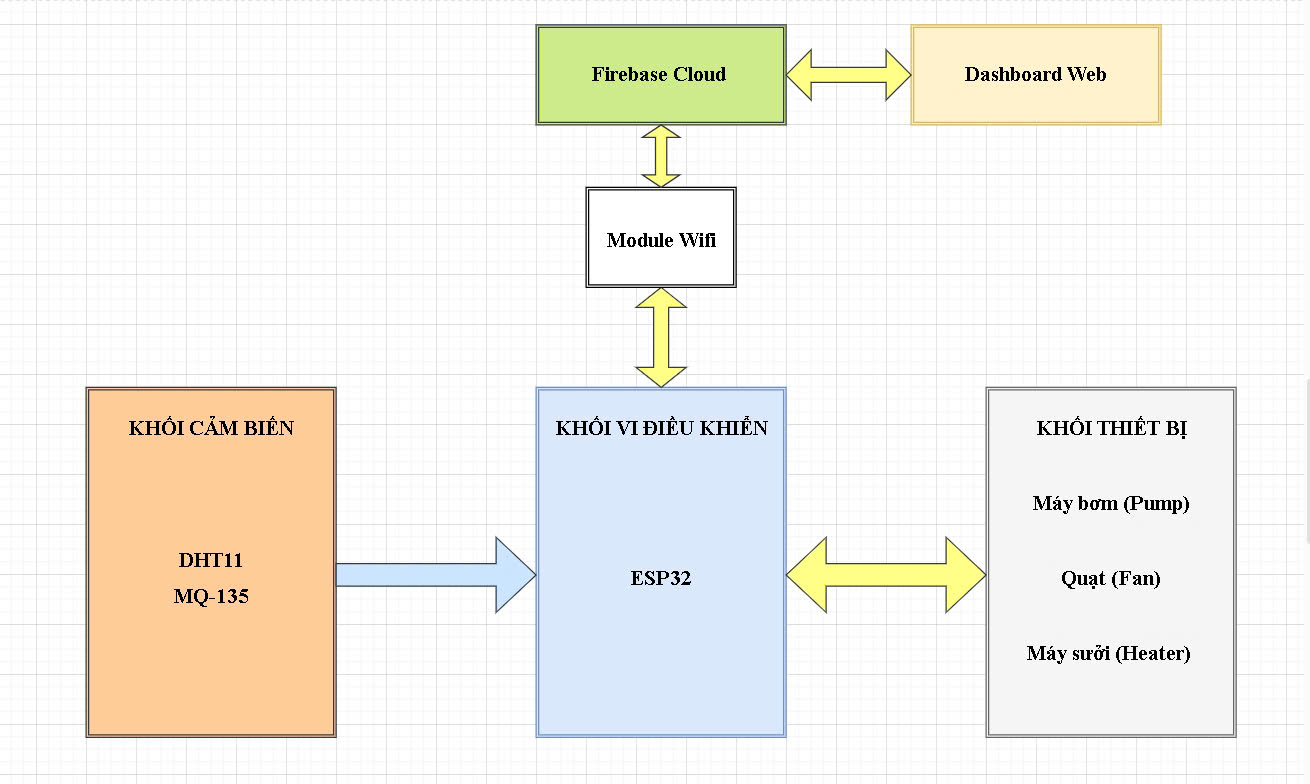 Firebase Cloud
Dashboard Web
Module Wifi
KHỐI CẢM BIẾN
DHT11
MQ-135
KHỐI VI ĐIỀU KHIỂN
ESP32
KHỐI THIẾT BỊ
Máy bơm (Pump)
Quạt (Fan)
Máy sưởi (Heater)